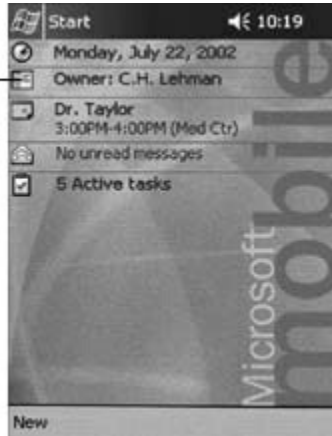 Start 10:19
Monday, July 22, 2002
Owner: C.H. Lehman
Dr. Taylor
3:00PM-4:00PM (Med Ctr)
No unread messages
5 Active tasks
Microsoft
mobile
New